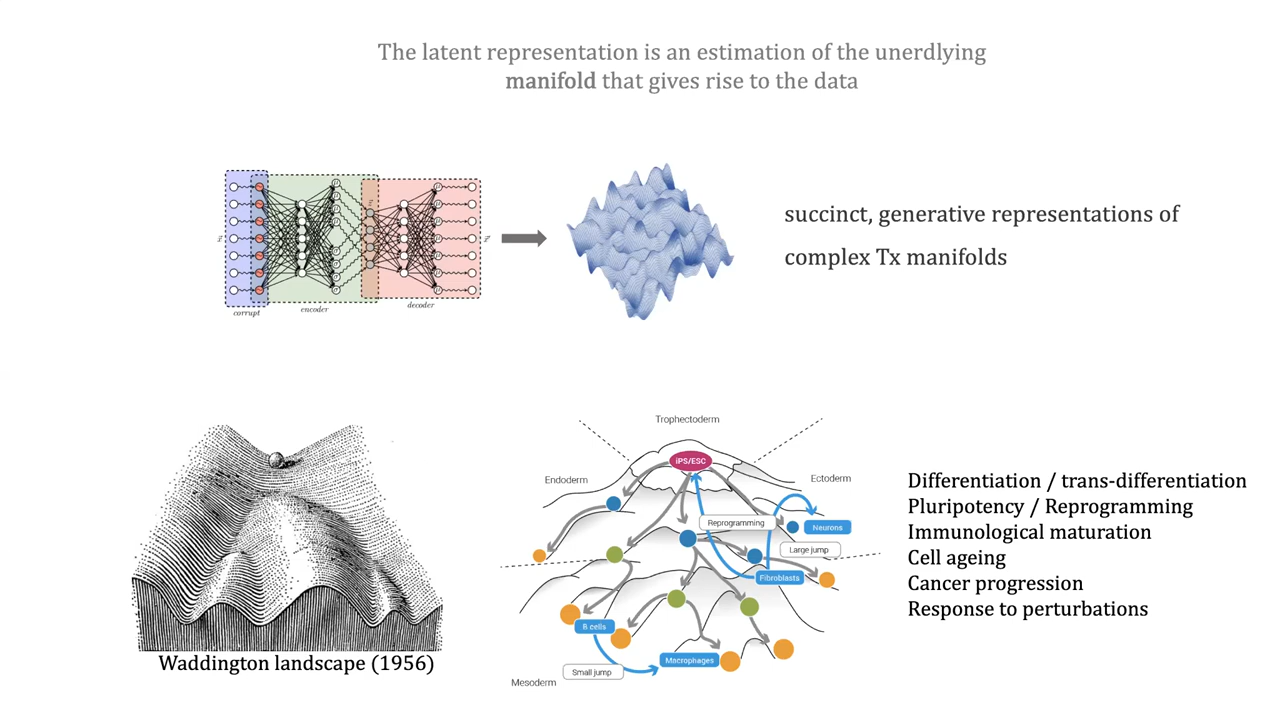 The latent representation is an estimation of the unerdlying
manifold that gives rise to the data
corrupt
encoder
decoder
succinct, generative representations of
complex Tx manifolds
Waddington landscape (1956)
Trophectoderm
iPS/ESC
Endoderm
Ectoderm
Reprogramming
Neurons
Large jump
Fibroblasts
B cells
Macrophages
Small jump
Mesoderm
Differentiation / trans-differentiation
Pluripotency / Reprogramming
Immunological maturation
Cell ageing
Cancer progression
Response to perturbations